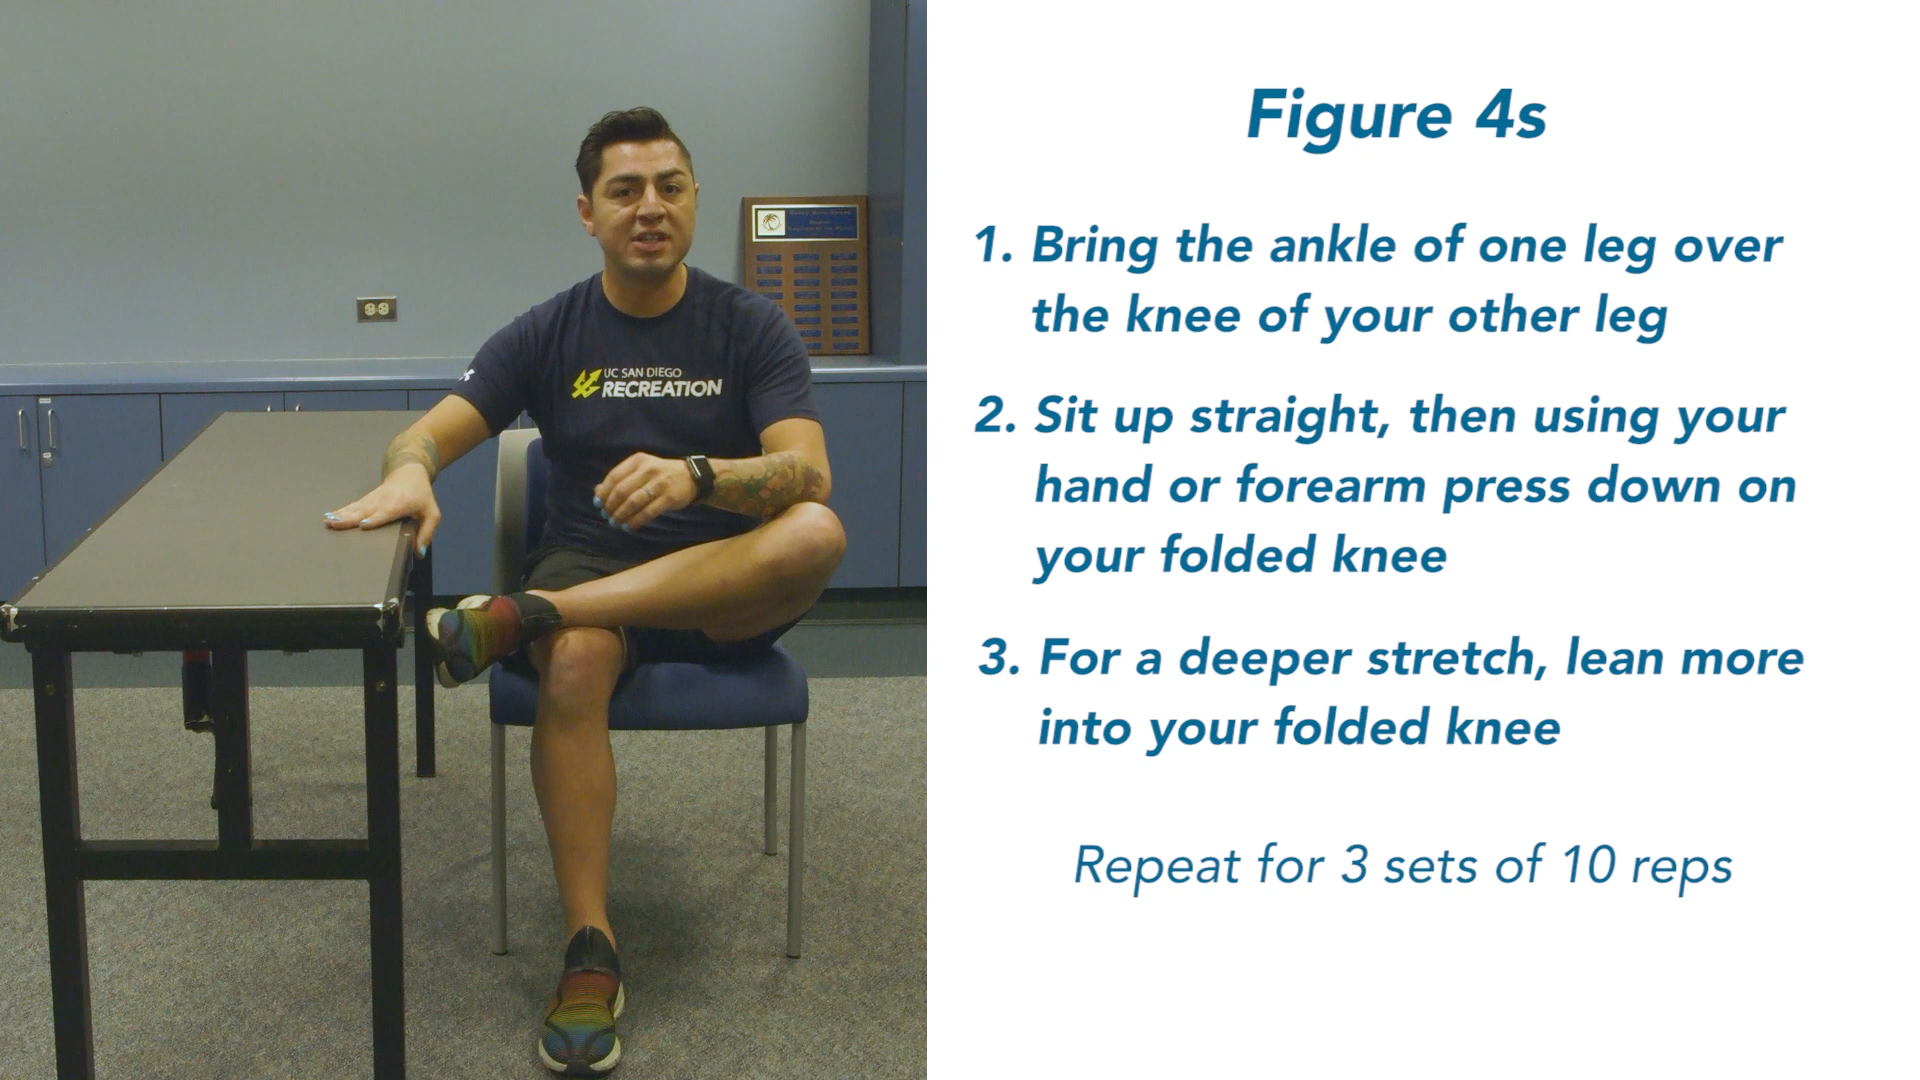 Figure 4s
1. Bring the ankle of one leg over
the knee of your other leg
2. Sit up straight, then using your
hand or forearm press down on
your folded knee
3. For a deeper stretch, lean more
into your folded knee
Repeat for 3 sets of 10 reps
UC SAN DIEGO
RECREATION